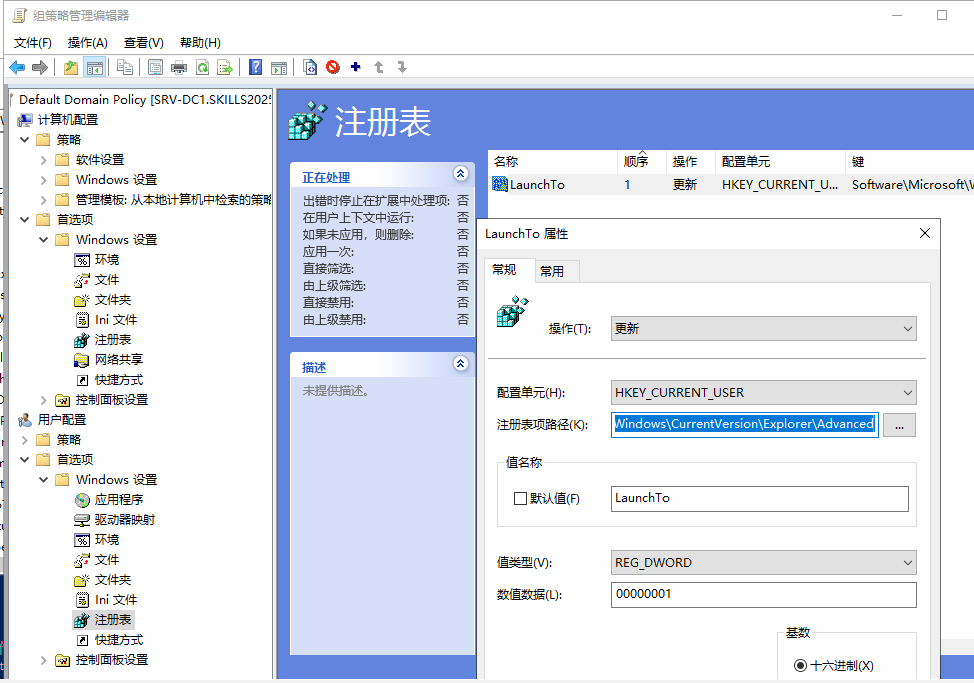 组策略管理编辑器
文件(F) 操作(A) 查看(V) 帮助(H)
Default Domain Policy [SRV-DC1.SKILLS2025
计算机配置
策略
软件设置
Windows 设置
管理模板: 从本地计算机中检索的策略
首选项
Windows 设置
环境
文件
文件夹
Ini 文件
注册表
网络共享
快捷方式
控制面板设置
用户配置
策略
首选项
Windows 设置
应用程序
驱动器映射
环境
文件
文件夹
Ini 文件
注册表
快捷方式
控制面板设置
注册表
正在处理
出错时停止在扩展中处理项: 否
在用户上下文中运行: 否
如果未应用，则删除: 否
应用一次: 否
直接筛选: 否
由上级筛选: 否
直接禁用: 否
由上级禁用: 否
描述
未提供描述。
名称 顺序 操作 配置单元 键
LaunchTo 1 更新 HKEY_CURRENT_U... Software\Microsoft\W
LaunchTo 属性
常规 常用
操作(T): 更新
配置单元(H): HKEY_CURRENT_USER
注册表项路径(K): Windows\CurrentVersion\Explorer\Advanced ...
值名称
默认值(F) LaunchTo
值类型(V): REG_DWORD
数值数据(L): 00000001
基数
十六进制(X)